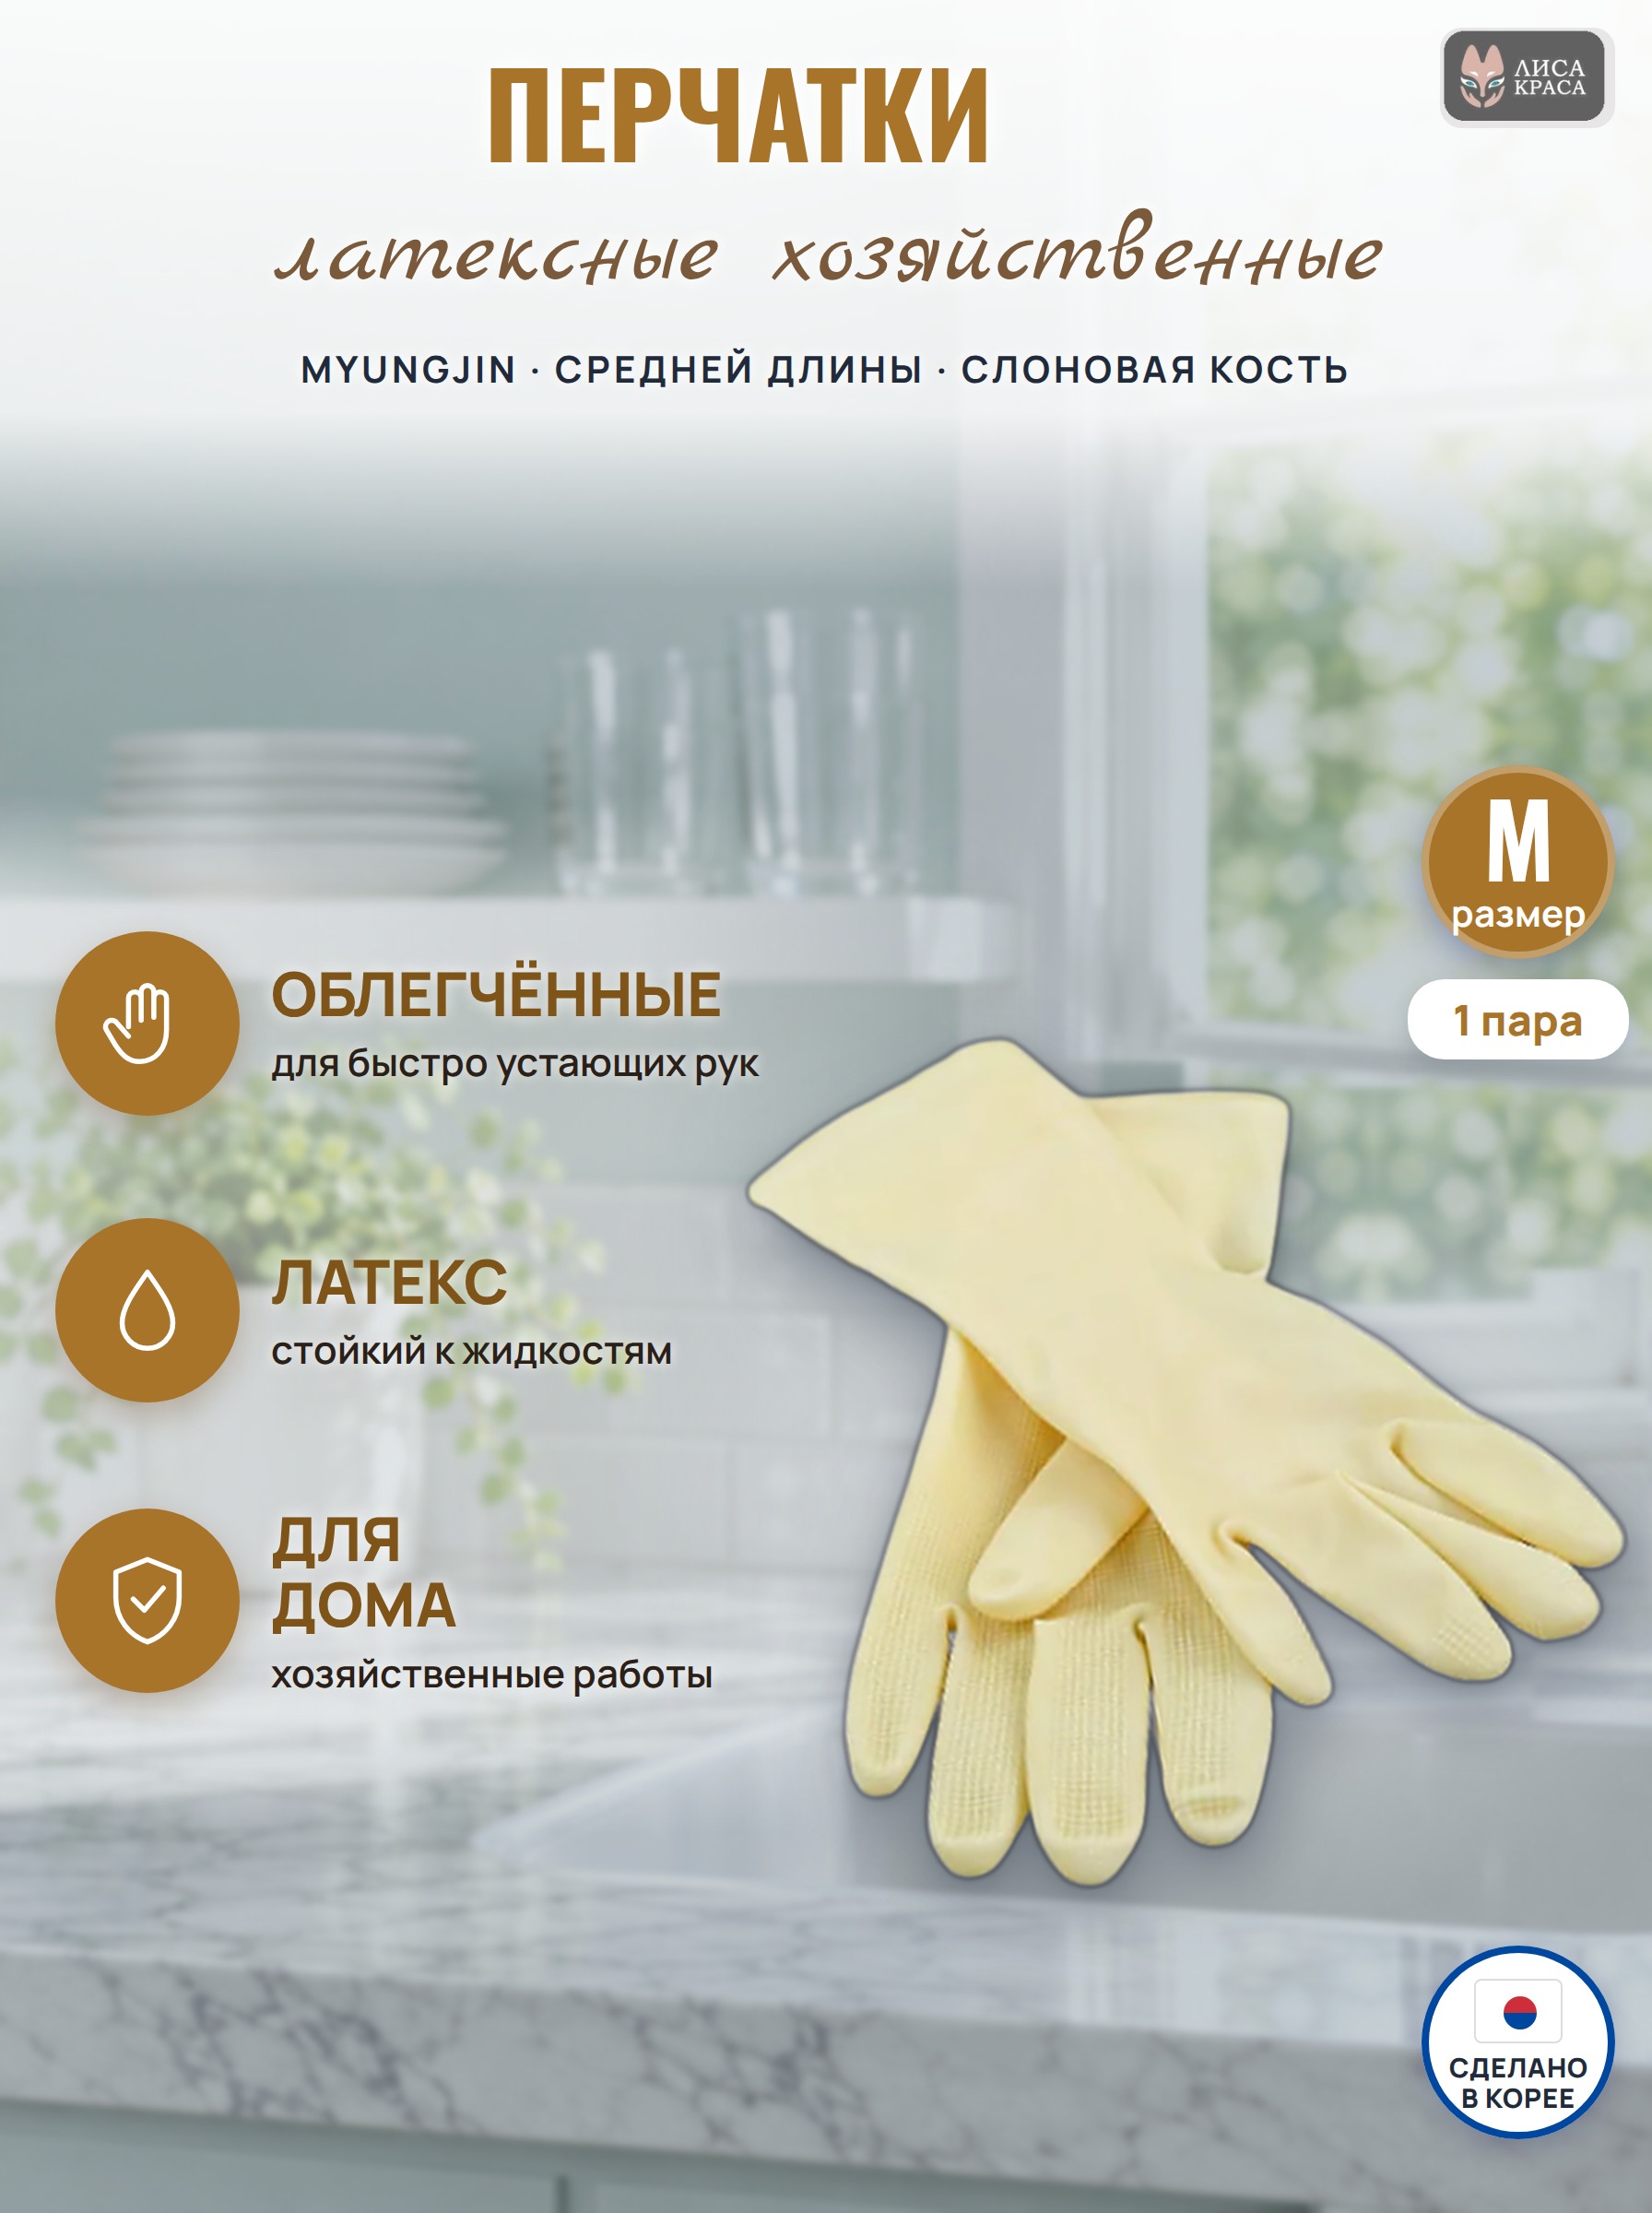 ПЕРЧАТКИ
ЛИСА
КРАСА
латексные хозяйственные
MYUNGJIN · СРЕДНЕЙ ДЛИНЫ · СЛОНОВАЯ КОСТЬ
M
размер
1 пара
ОБЛЕГЧЁННЫЕ
для быстро устающих рук
ЛАТЕКС
стойкий к жидкостям
ДЛЯ
ДОМА
хозяйственные работы
СДЕЛАНО
В КОРЕЕ